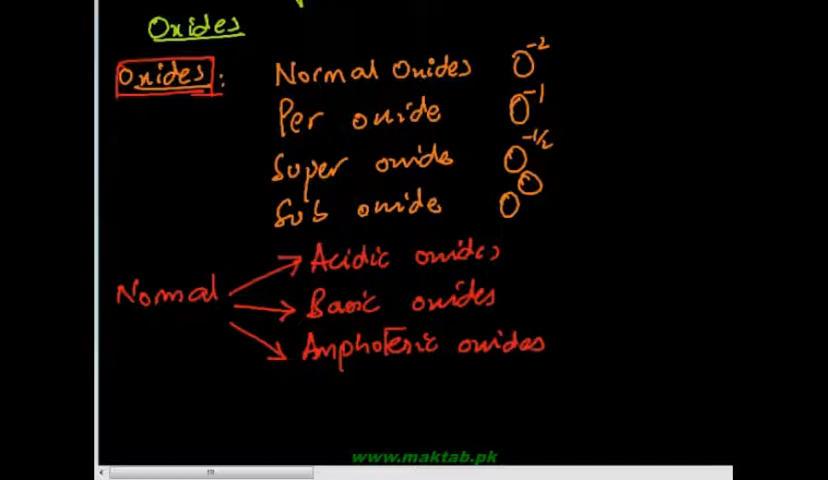 Oxides
Oxides: Normal Oxides O⁻²
Per oxide O⁻¹
Super oxide O⁻¹/²
Sub oxide O⁰
Normal
Acidic oxides
Basic oxides
Amphoteric oxides
www.maktab.pk